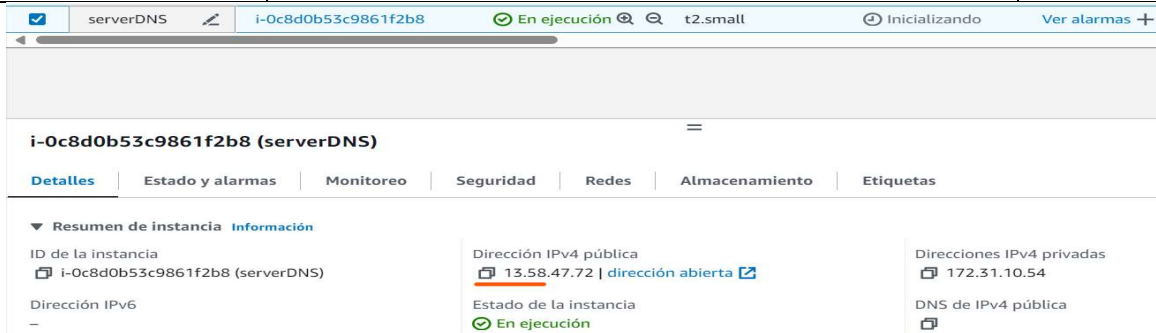 serverDNS i-0c8d0b53c9861f2b8 En ejecución t2.small Inicializando Ver alarmas +
i-0c8d0b53c9861f2b8 (serverDNS)
Detalles Estado y alarmas Monitoreo Seguridad Redes Almacenamiento Etiquetas
▼ Resumen de instancia Información
ID de la instancia Dirección IPv4 pública Direcciones IPv4 privadas
i-0c8d0b53c9861f2b8 (serverDNS) 13.58.47.72 | dirección abierta 172.31.10.54
Dirección IPv6 Estado de la instancia DNS de IPv4 pública
– En ejecución